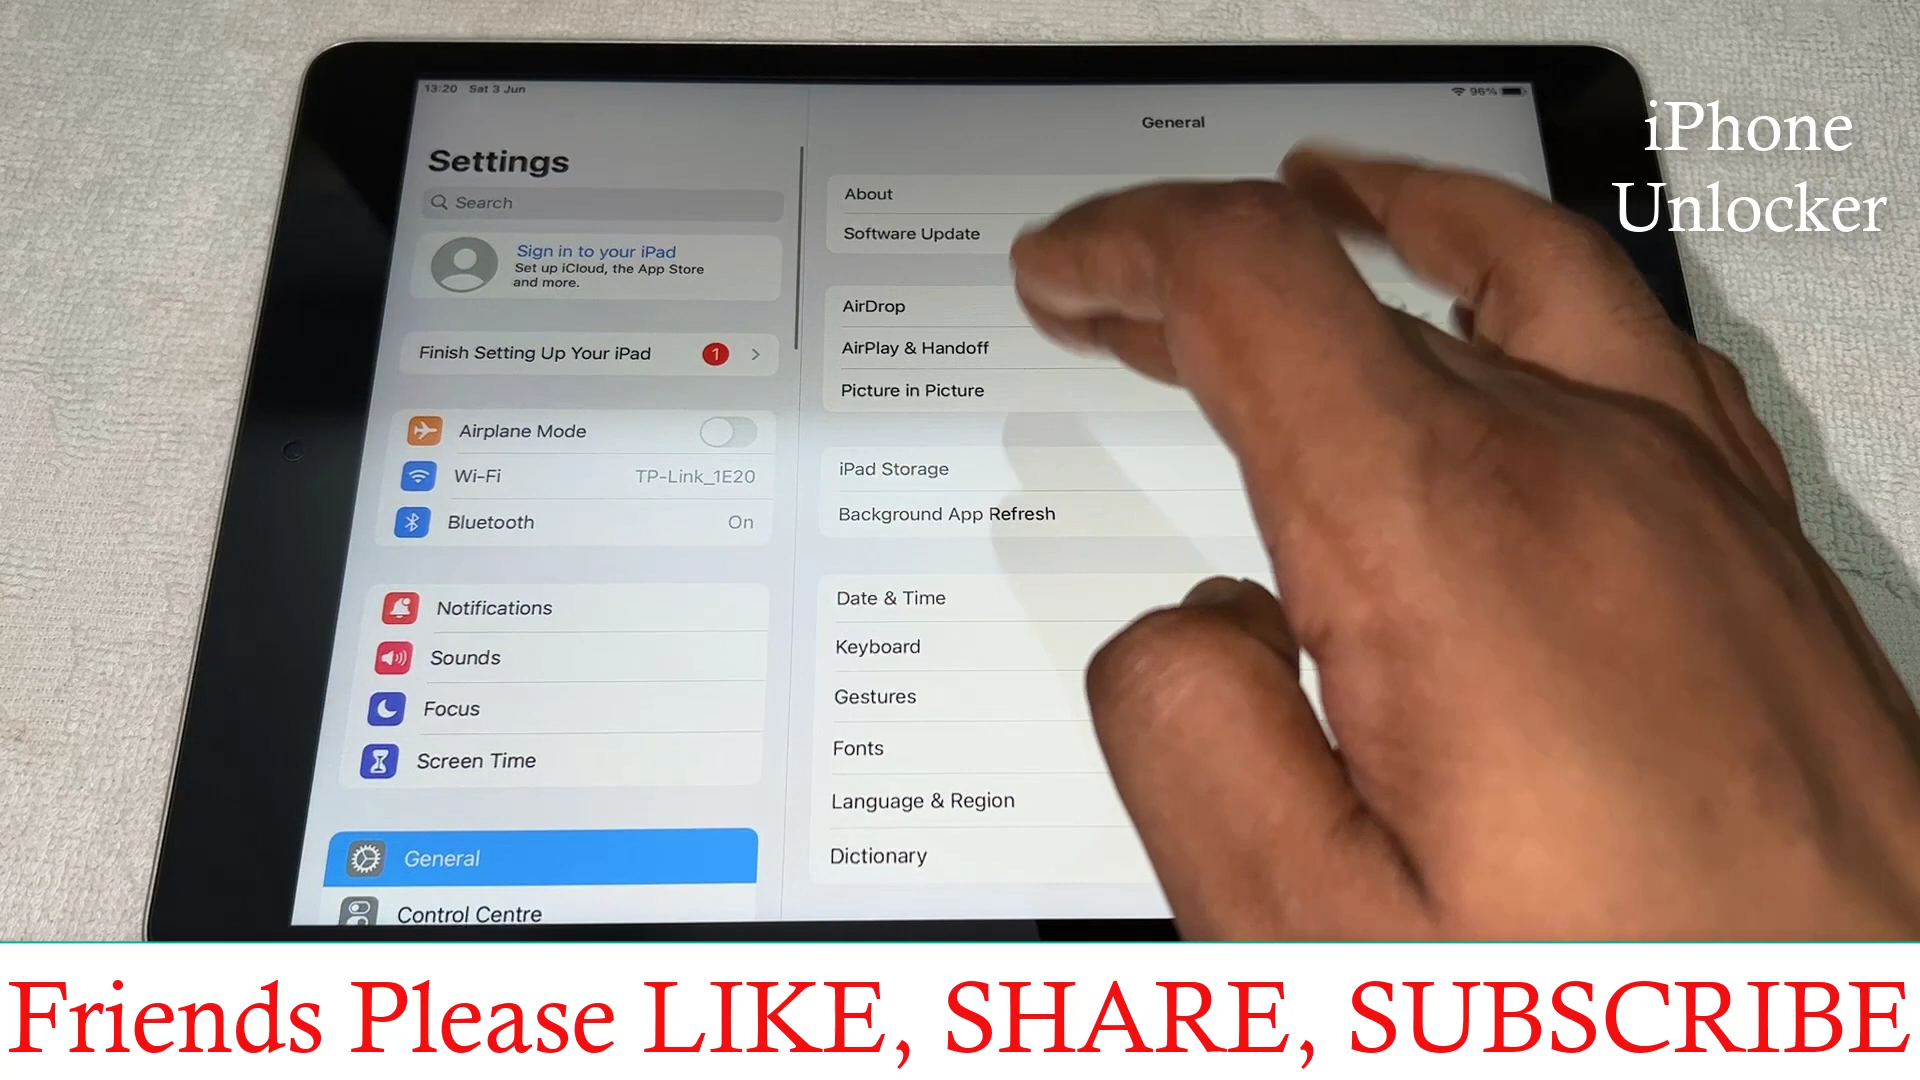 13:20 Sat 3 Jun
96%
iPhone
Unlocker
Settings
Search
Sign in to your iPad
Set up iCloud, the App Store
and more.
Finish Setting Up Your iPad 1
Airplane Mode
Wi-Fi TP-Link_1E20
Bluetooth On
Notifications
Sounds
Focus
Screen Time
General
Control Centre
General
About
Software Update
AirDrop
AirPlay & Handoff
Picture in Picture
iPad Storage
Background App Refresh
Date & Time
Keyboard
Gestures
Fonts
Language & Region
Dictionary
Friends Please LIKE, SHARE, SUBSCRIBE